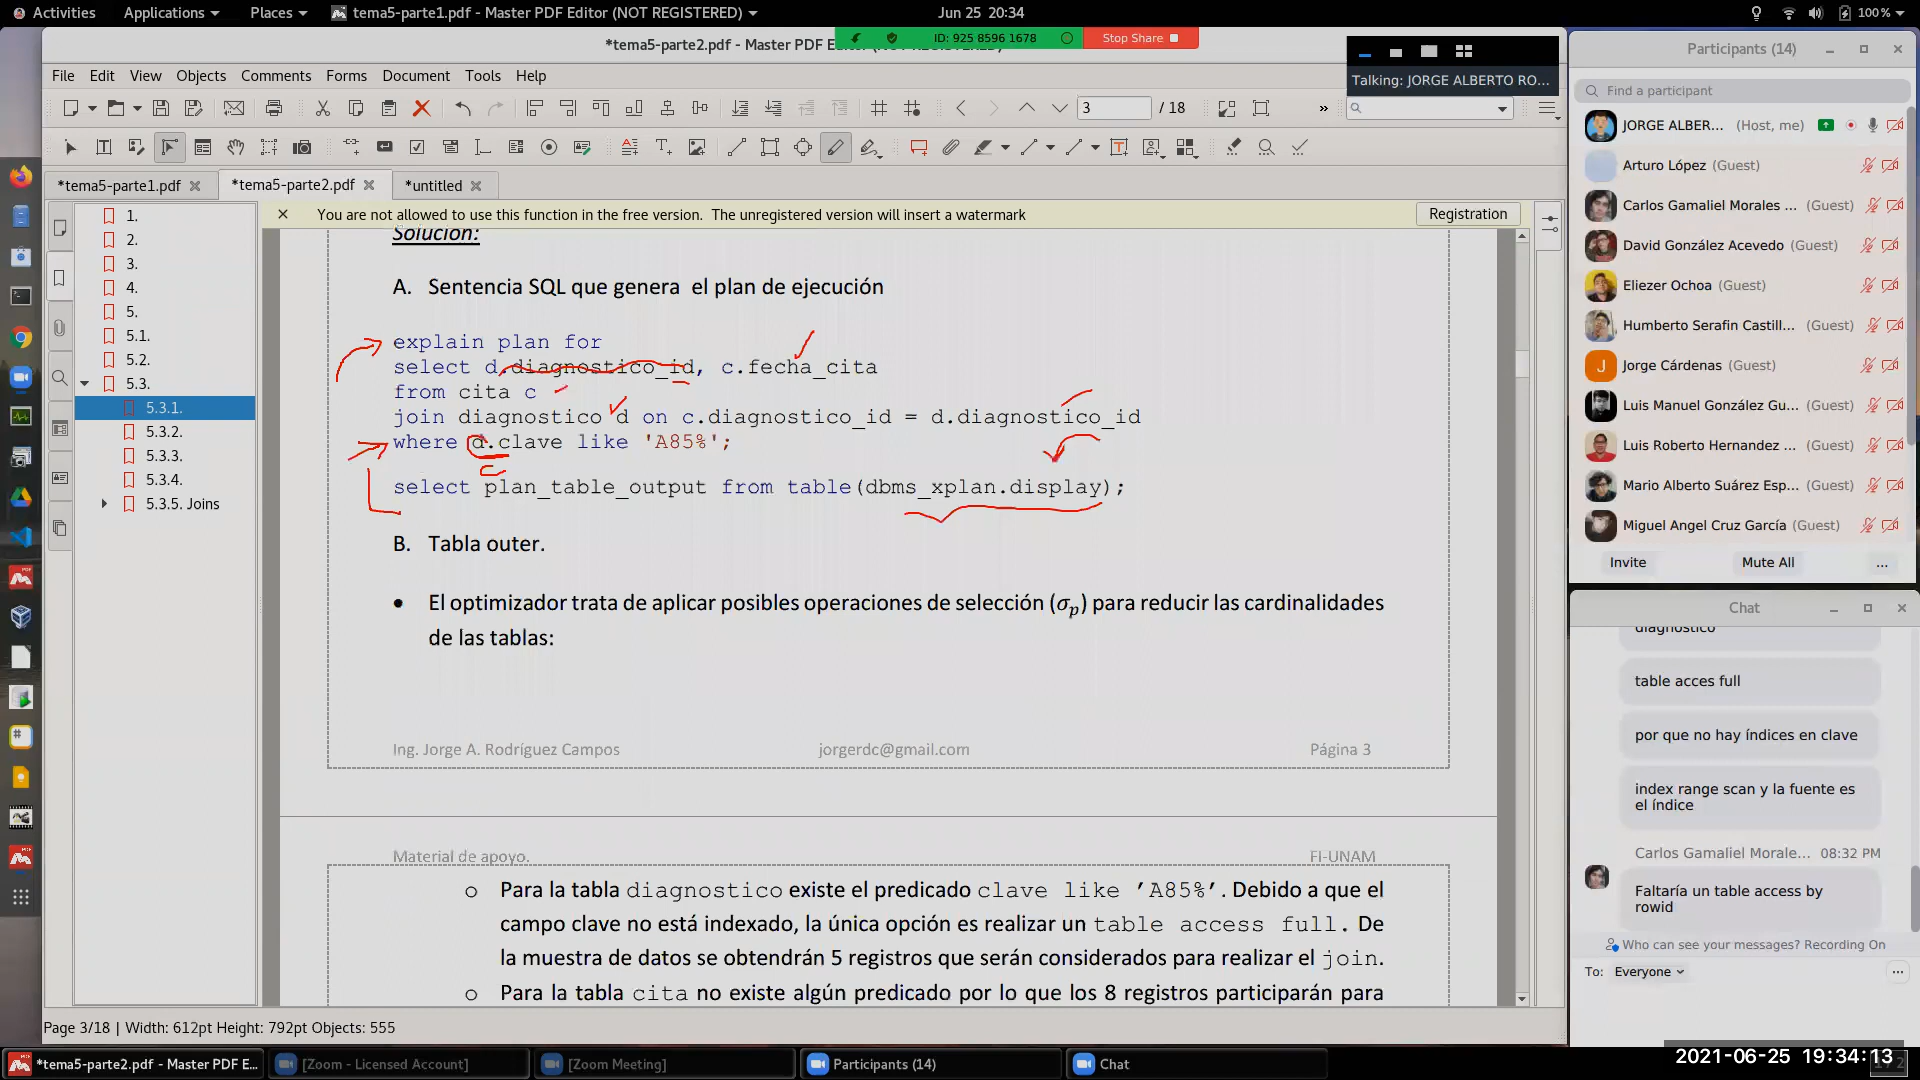 Activities
Applications
Places
tema5-parte1.pdf - Master PDF Editor (NOT REGISTERED)
Jun 25 20:34
100%
*tema5-parte2.pdf - Master PDF
ID: 925 8596 1678
Stop Share
File Edit View Objects Comments Forms Document Tools Help
Talking: JORGE ALBERTO RO...
3 / 18
*tema5-parte1.pdf
*tema5-parte2.pdf
*untitled
You are not allowed to use this function in the free version. The unregistered version will insert a watermark
Registration
1.
2.
3.
4.
5.
5.1.
5.2.
5.3.
5.3.1.
5.3.2.
5.3.3.
5.3.4.
5.3.5. Joins
Solución:
A. Sentencia SQL que genera el plan de ejecución
explain plan for
select d.diagnostico_id, c.fecha_cita
from cita c
join diagnostico d on c.diagnostico_id = d.diagnostico_id
where d.clave like 'A85%';
c
select plan_table_output from table(dbms_xplan.display);
B. Tabla outer.
• El optimizador trata de aplicar posibles operaciones de selección (σp) para reducir las cardinalidades
de las tablas:
Ing. Jorge A. Rodríguez Campos
jorgerdc@gmail.com
Página 3
Material de apoyo.
FI-UNAM
o Para la tabla diagnostico existe el predicado clave like 'A85%'. Debido a que el
campo clave no está indexado, la única opción es realizar un table access full. De
la muestra de datos se obtendrán 5 registros que serán considerados para realizar el join.
o Para la tabla cita no existe algún predicado por lo que los 8 registros participarán para
Page 3/18 | Width: 612pt Height: 792pt Objects: 555
Participants (14)
Find a participant
JORGE ALBER... (Host, me)
Arturo López (Guest)
Carlos Gamaliel Morales ... (Guest)
David González Acevedo (Guest)
Eliezer Ochoa (Guest)
Humberto Serafin Castill... (Guest)
J
Jorge Cárdenas (Guest)
Luis Manuel González Gu... (Guest)
Luis Roberto Hernandez ... (Guest)
Mario Alberto Suárez Esp... (Guest)
Miguel Angel Cruz García (Guest)
Invite
Mute All
...
Chat
diagnostico
table acces full
por que no hay índices en clave
index range scan y la fuente es
el índice
Carlos Gamaliel Morale... 08:32 PM
Faltaría un table access by
rowid
Who can see your messages? Recording On
To: Everyone
*tema5-parte2.pdf - Master PDF E...
[Zoom - Licensed Account]
[Zoom Meeting]
Participants (14)
Chat
2021-06-25 19:34:13